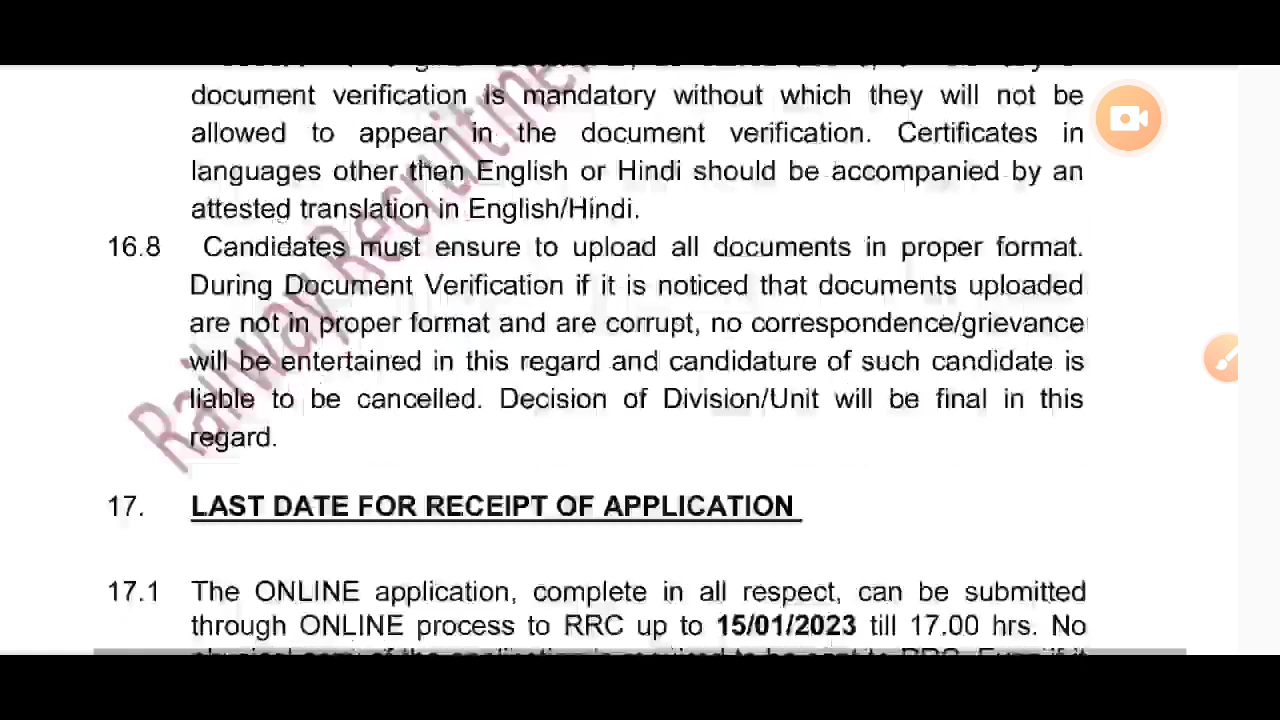 document verification is mandatory without which they will not be
allowed to appear in the document verification. Certificates in
languages other then English or Hindi should be accompanied by an
attested translation in English/Hindi.
16.8 Candidates must ensure to upload all documents in proper format.
During Document Verification if it is noticed that documents uploaded
are not in proper format and are corrupt, no correspondence/grievance
will be entertained in this regard and candidature of such candidate is
liable to be cancelled. Decision of Division/Unit will be final in this
regard.
Railway Recruitme
17. LAST DATE FOR RECEIPT OF APPLICATION
17.1 The ONLINE application, complete in all respect, can be submitted
through ONLINE process to RRC up to 15/01/2023 till 17.00 hrs. No